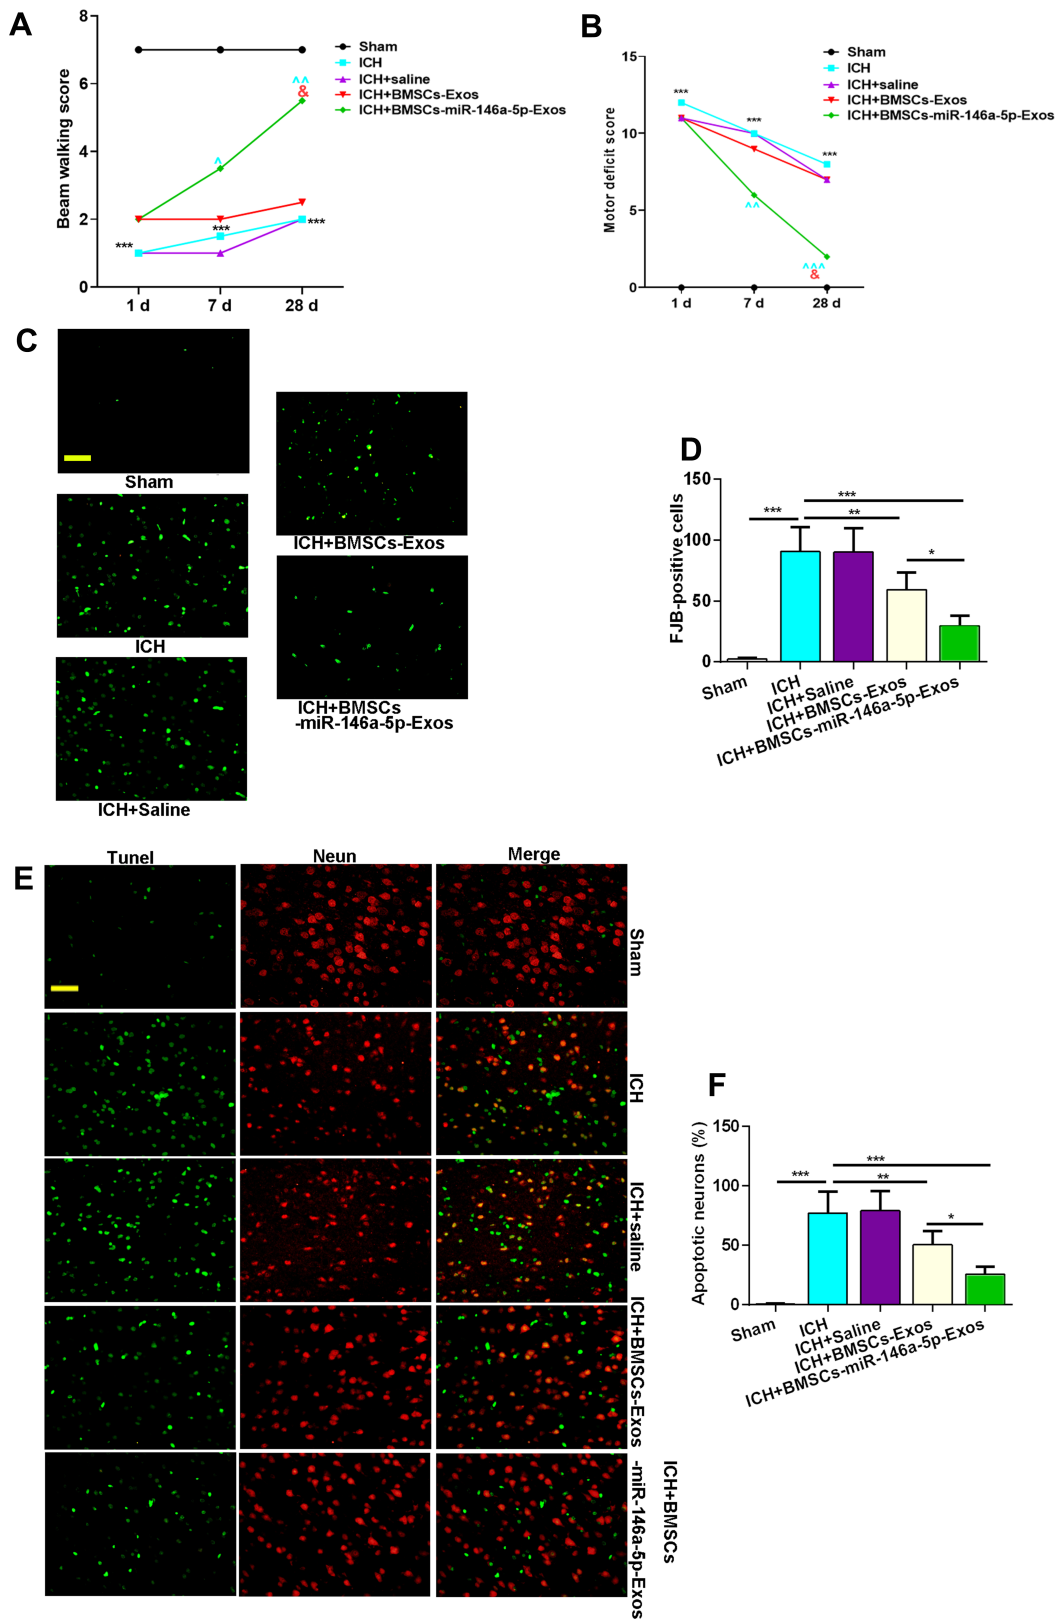 A
8
6
4
2
0
Beam walking score
1 d
7 d
28 d
***
***
***
^
^^
&
Sham
ICH
ICH+saline
ICH+BMSCs-Exos
ICH+BMSCs-miR-146a-5p-Exos
B
15
10
5
0
Motor deficit score
1 d
7 d
28 d
***
***
***
^^
^^^
&
Sham
ICH
ICH+saline
ICH+BMSCs-Exos
ICH+BMSCs-miR-146a-5p-Exos
C
Sham
ICH
ICH+Saline
ICH+BMSCs-Exos
ICH+BMSCs
-miR-146a-5p-Exos
D
150
100
50
0
FJB-positive cells
***
***
**
*
Sham
ICH
ICH+Saline
ICH+BMSCs-Exos
ICH+BMSCs-miR-146a-5p-Exos
E
Tunel
Neun
Merge
Sham
ICH
ICH+saline
ICH+BMSCs-Exos
ICH+BMSCs
-miR-146a-5p-Exos
F
150
100
50
0
Apoptotic neurons (%)
***
***
**
*
Sham
ICH
ICH+Saline
ICH+BMSCs-Exos
ICH+BMSCs-miR-146a-5p-Exos